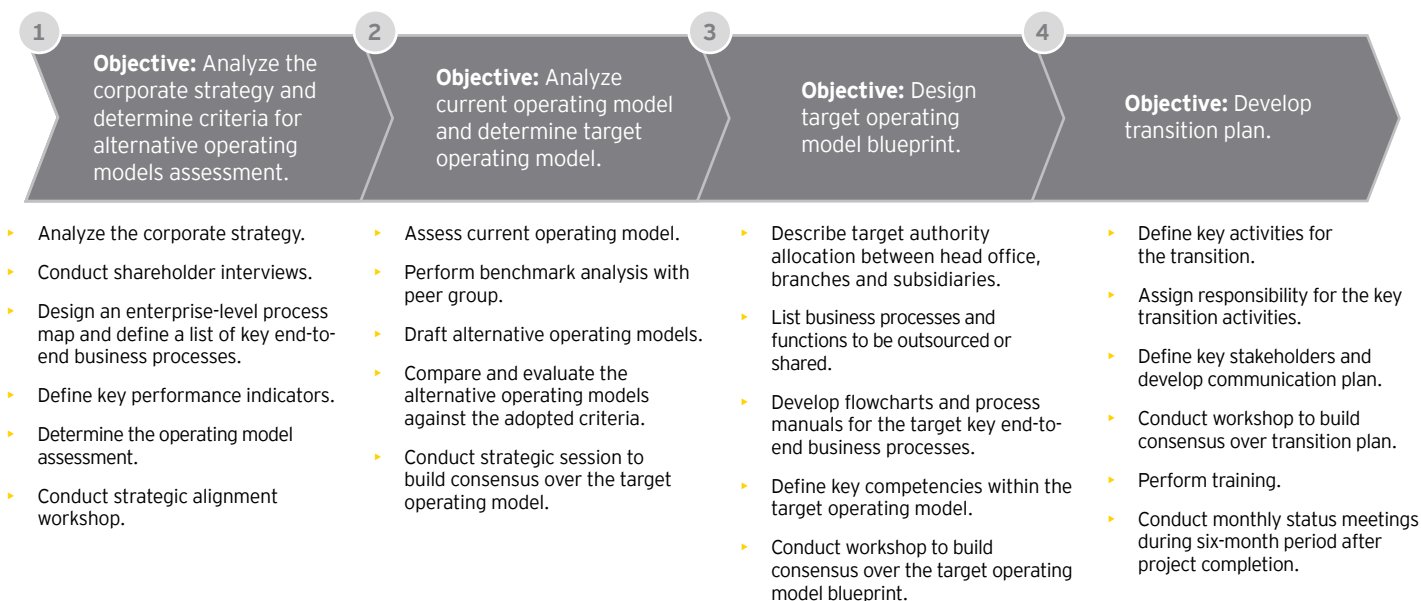 1
Objective: Analyze the
corporate strategy and
determine criteria for
alternative operating
models assessment.
2
Objective: Analyze
current operating model
and determine target
operating model.
3
Objective: Design
target operating
model blueprint.
4
Objective: Develop
transition plan.
▸ Analyze the corporate strategy.
▸ Conduct shareholder interviews.
▸ Design an enterprise-level process
map and define a list of key end-to-
end business processes.
▸ Define key performance indicators.
▸ Determine the operating model
assessment.
▸ Conduct strategic alignment
workshop.
▸ Assess current operating model.
▸ Perform benchmark analysis with
peer group.
▸ Draft alternative operating models.
▸ Compare and evaluate the
alternative operating models
against the adopted criteria.
▸ Conduct strategic session to
build consensus over the target
operating model.
▸ Describe target authority
allocation between head office,
branches and subsidiaries.
▸ List business processes and
functions to be outsourced or
shared.
▸ Develop flowcharts and process
manuals for the target key end-to-
end business processes.
▸ Define key competencies within the
target operating model.
▸ Conduct workshop to build
consensus over the target operating
model blueprint.
▸ Define key activities for
the transition.
▸ Assign responsibility for the key
transition activities.
▸ Define key stakeholders and
develop communication plan.
▸ Conduct workshop to build
consensus over transition plan.
▸ Perform training.
▸ Conduct monthly status meetings
during six-month period after
project completion.